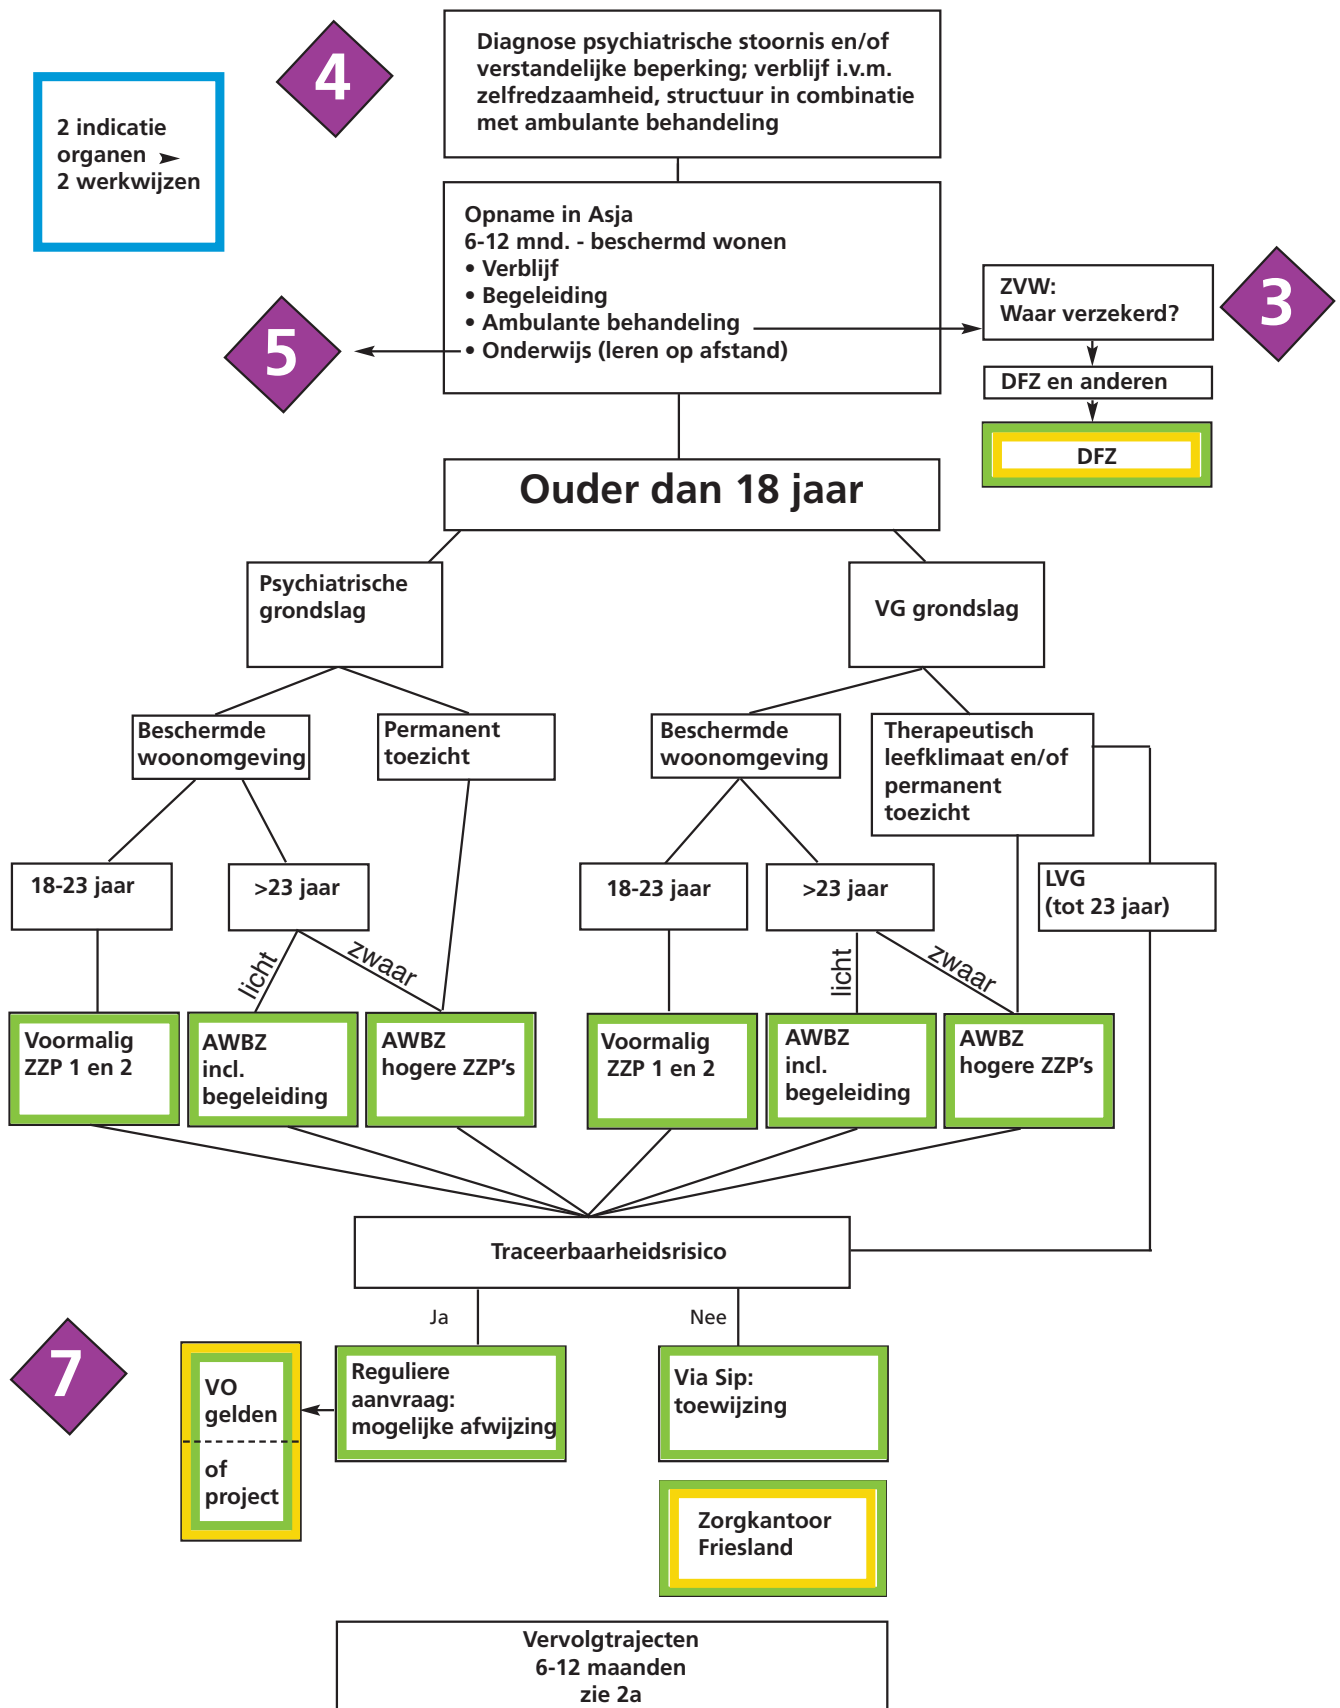 4
Diagnose psychiatrische stoornis en/of
verstandelijke beperking; verblijf i.v.m.
zelfredzaamheid, structuur in combinatie
met ambulante behandeling
2 indicatie
organen ➤
2 werkwijzen
Opname in Asja
6-12 mnd. - beschermd wonen
• Verblijf
• Begeleiding
• Ambulante behandeling
• Onderwijs (leren op afstand)
5
ZVW:
Waar verzekerd?
3
DFZ en anderen
DFZ
Ouder dan 18 jaar
Psychiatrische
grondslag
VG grondslag
Beschermde
woonomgeving
Permanent
toezicht
Beschermde
woonomgeving
Therapeutisch
leefklimaat en/of
permanent
toezicht
18-23 jaar
>23 jaar
18-23 jaar
>23 jaar
LVG
(tot 23 jaar)
licht
zwaar
licht
zwaar
Voormalig
ZZP 1 en 2
AWBZ
incl.
begeleiding
AWBZ
hogere ZZP's
Voormalig
ZZP 1 en 2
AWBZ
incl.
begeleiding
AWBZ
hogere ZZP's
Traceerbaarheidsrisico
Ja
Nee
7
VO
gelden
of
project
Reguliere
aanvraag:
mogelijke afwijzing
Via Sip:
toewijzing
Zorgkantoor
Friesland
Vervolgtrajecten
6-12 maanden
zie 2a